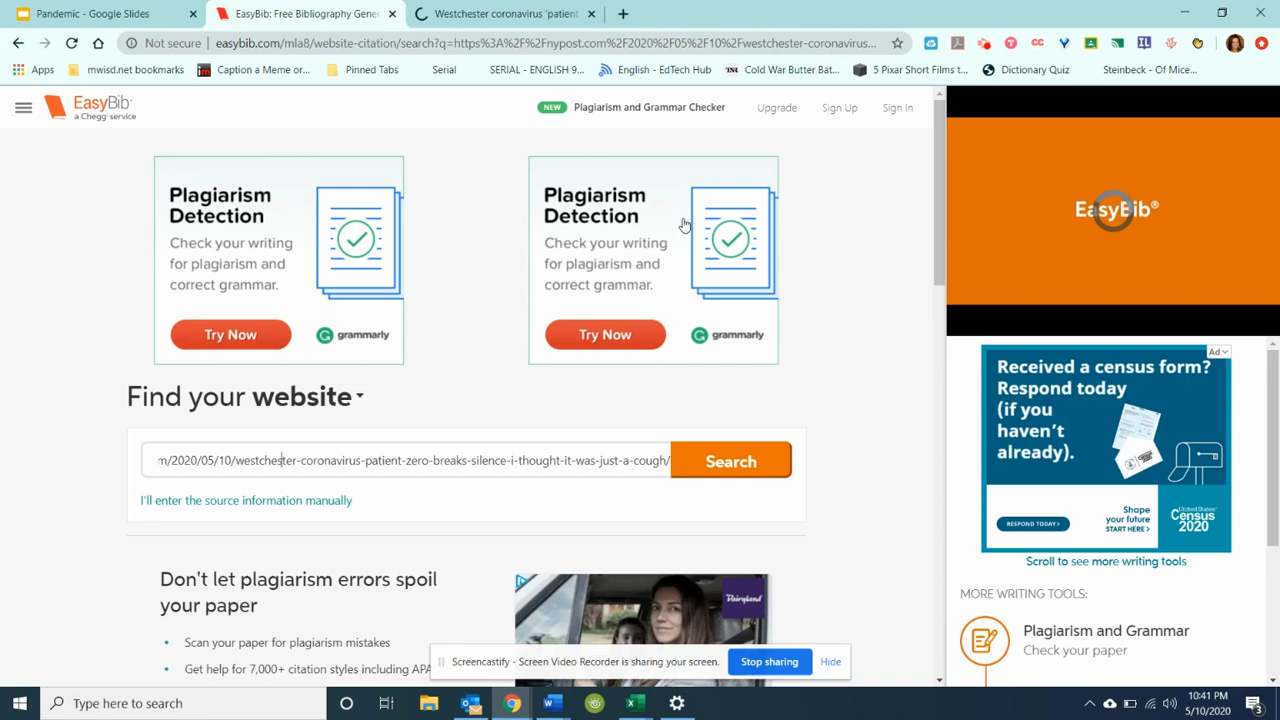 Pandemic - Google Slides
EasyBib: Free Bibliography Gener
Westchester coronavirus 'patient
Not secure | easybib.com/mla8/website-citation/search?q=https%3A%2F%2Fnypost.com%2F2020%2F05%2F10%2Fwestchester-coronavirus...
Apps
mwisd.net bookmarks
Caption a Meme or...
Pinned Tabs
Serial
SERIAL - ENGLISH 9...
English - EdTech Hub
Cold War Butter Bat...
5 Pixar Short Films t...
Dictionary Quiz
Steinbeck - Of Mice...
EasyBib®
a Chegg® service
NEW Plagiarism and Grammar Checker
Upgrade
Sign Up
Sign In
Plagiarism
Detection
Check your writing
for plagiarism and
correct grammar.
Try Now
grammarly
Plagiarism
Detection
Check your writing
for plagiarism and
correct grammar.
Try Now
grammarly
Find your website
m/2020/05/10/westchester-coronavirus-patient-zero-breaks-silence-i-thought-it-was-just-a-cough/
Search
I'll enter the source information manually
Don't let plagiarism errors spoil
your paper
• Scan your paper for plagiarism mistakes
• Get help for 7,000+ citation styles including APA
Dairyland
EasyBib®
Ad
Received a census form?
Respond today
(if you
haven't
already).
RESPOND TODAY >
Shape
your future
START HERE >
United States®
Census
2020
Scroll to see more writing tools
MORE WRITING TOOLS:
Plagiarism and Grammar
Check your paper
Screencastify - Screen Video Recorder is sharing your screen.
Stop sharing
Hide
Type here to search
10:41 PM
5/10/2020
3